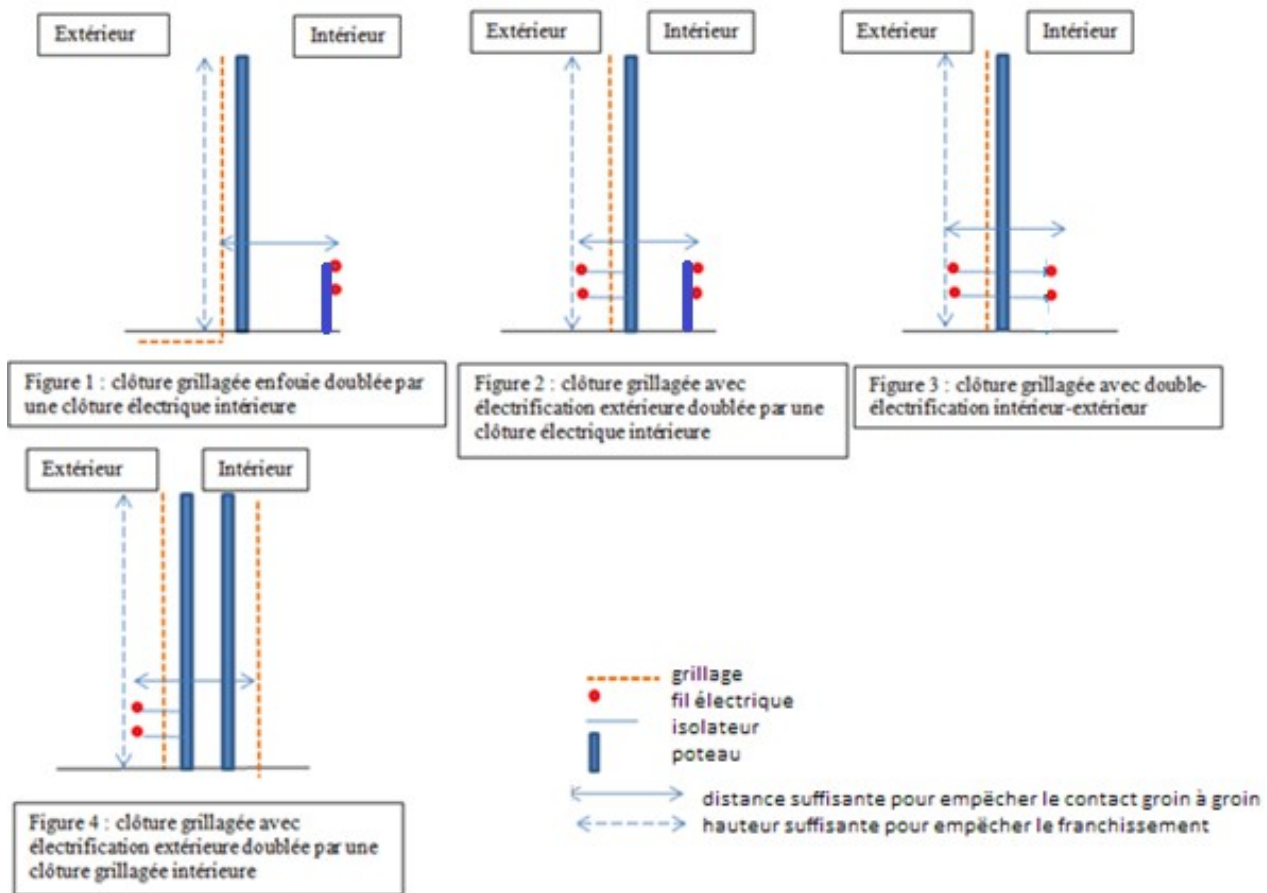 Extérieur
Intérieur
Extérieur
Intérieur
Extérieur
Intérieur
Figure 1 : clôture grillagée enfouie doublée par
une clôture électrique intérieure
Figure 2 : clôture grillagée avec
électrification extérieure doublée par une
clôture électrique intérieure
Figure 3 : clôture grillagée avec double-
électrification intérieur-extérieur
Extérieur
Intérieur
Figure 4 : clôture grillagée avec
électrification extérieure doublée par une
clôture grillagée intérieure
grillage
fil électrique
isolateur
poteau
distance suffisante pour empëcher le contact groin à groin
hauteur suffisante pour empëcher le franchissement